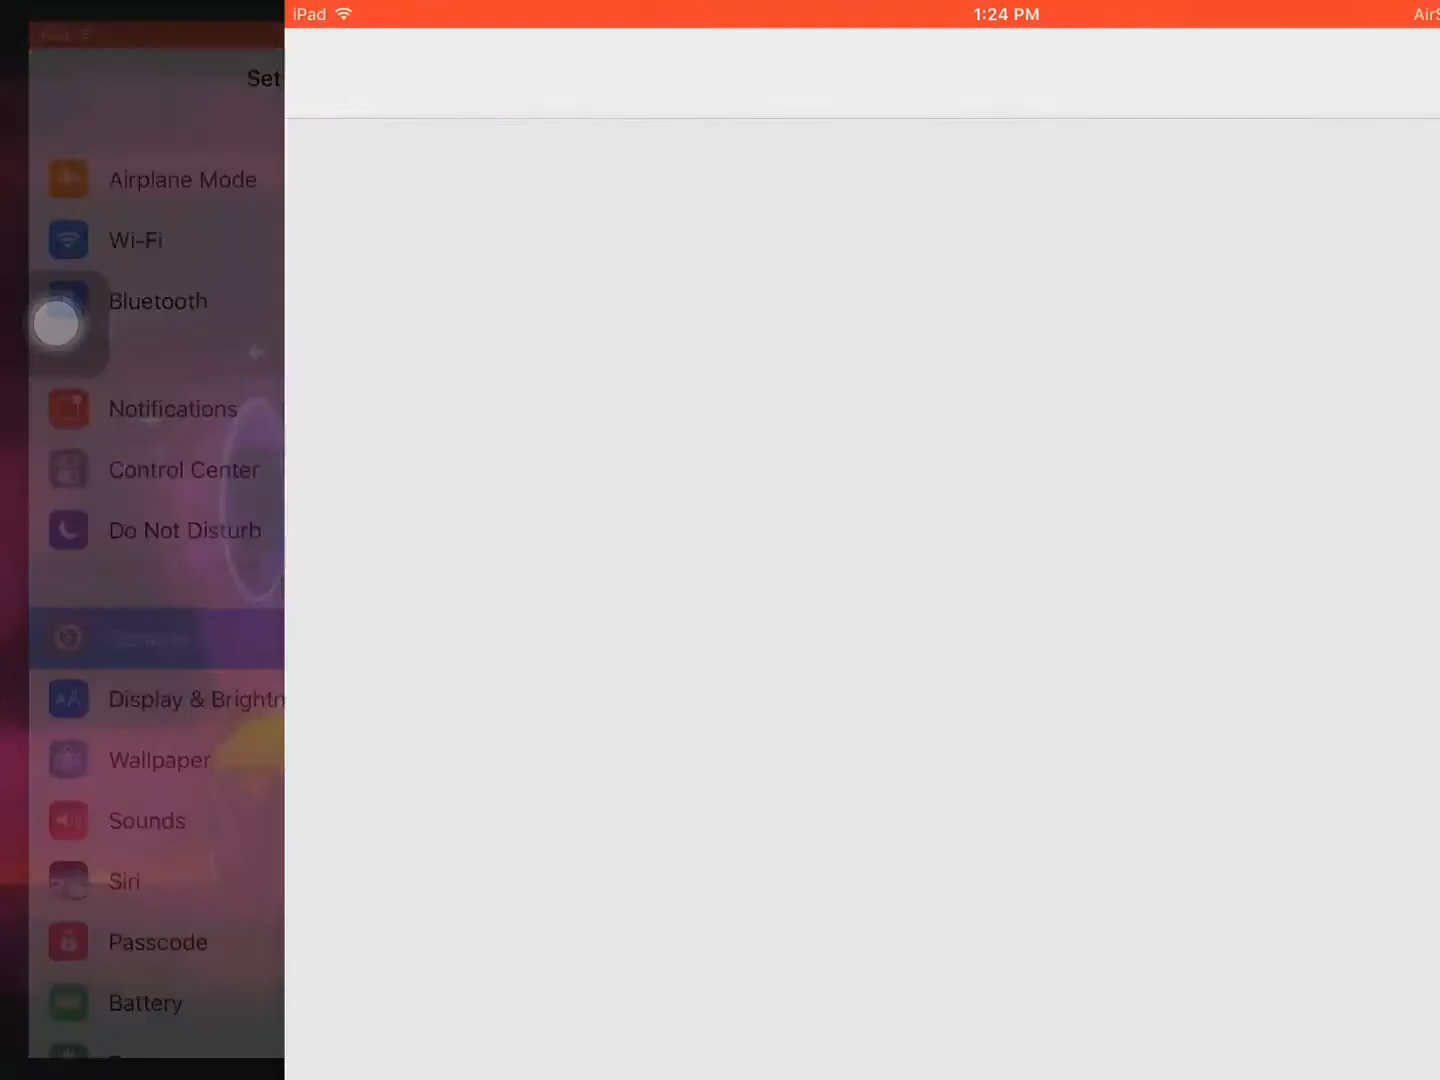 iPad
1:24 PM
AirS
Set
Airplane Mode
Wi-Fi
Bluetooth
Notifications
Control Center
Do Not Disturb
Display & Brightn
Wallpaper
Sounds
Siri
Passcode
Battery